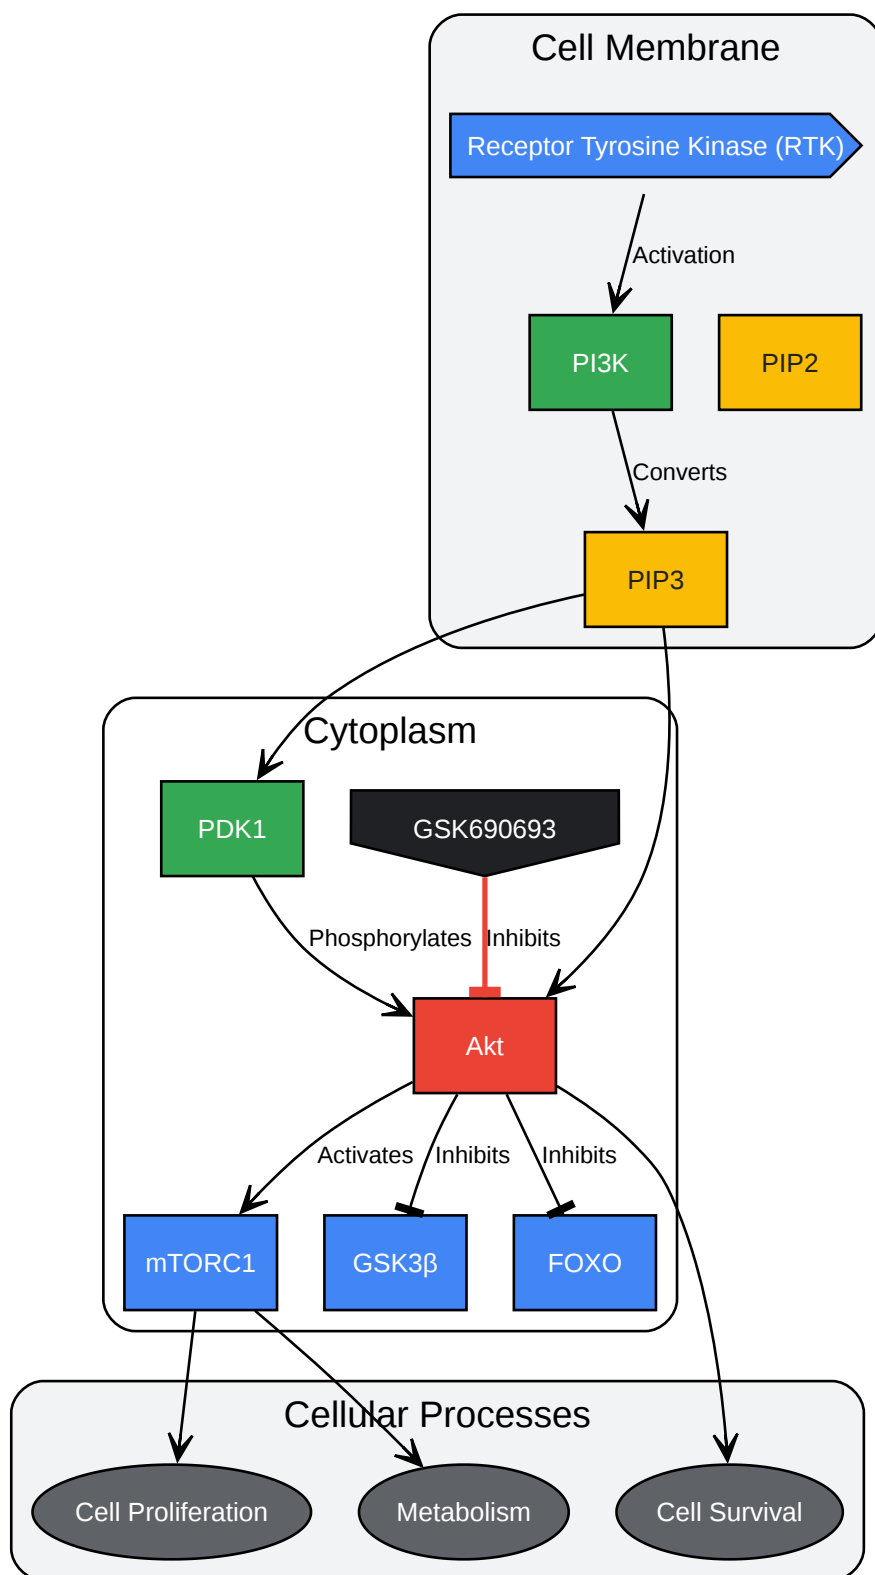 Cell Membrane
Receptor Tyrosine Kinase (RTK)
Activation
PI3K
PIP2
Converts
PIP3
Cytoplasm
PDK1
GSK690693
Phosphorylates
Inhibits
Akt
Activates
Inhibits
Inhibits
mTORC1
GSK3β
FOXO
Cellular Processes
Cell Proliferation
Metabolism
Cell Survival